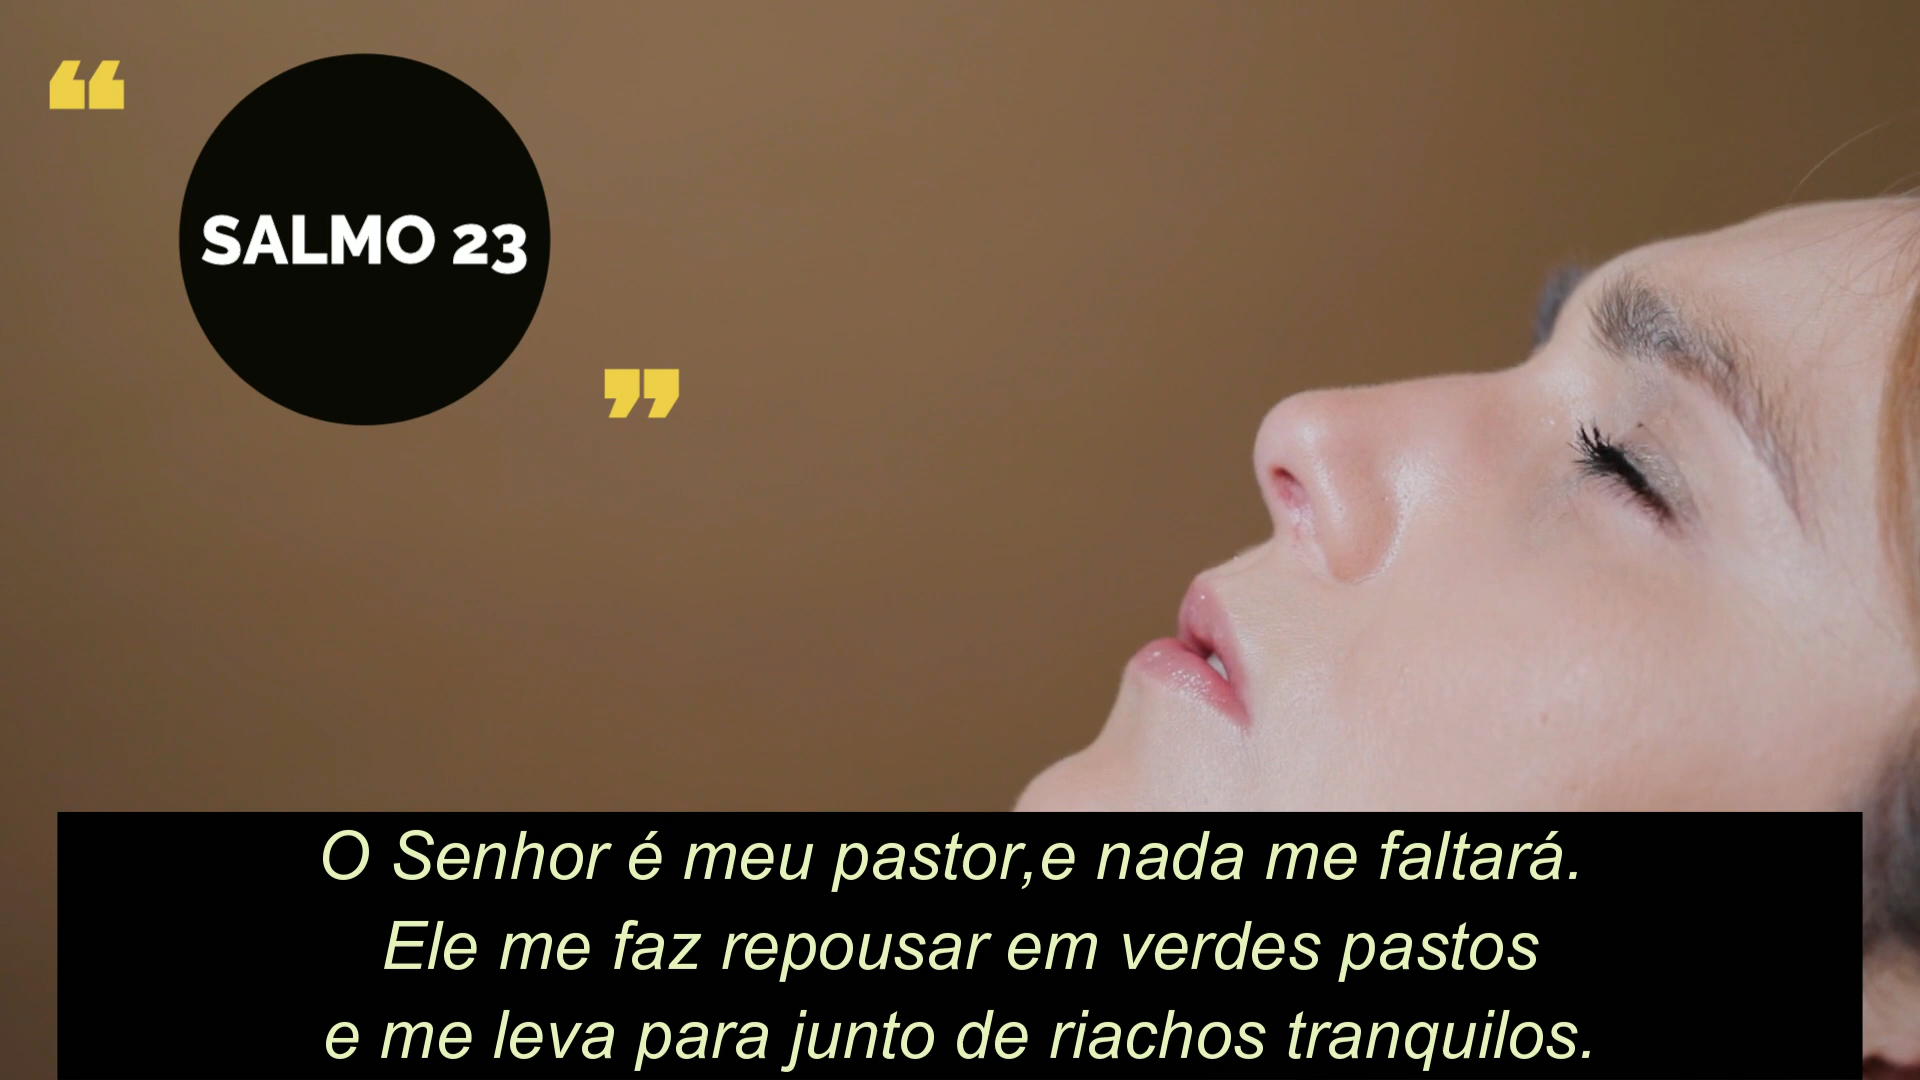 ❝
SALMO 23
❞
O Senhor é meu pastor,e nada me faltará.
Ele me faz repousar em verdes pastos
e me leva para junto de riachos tranquilos.